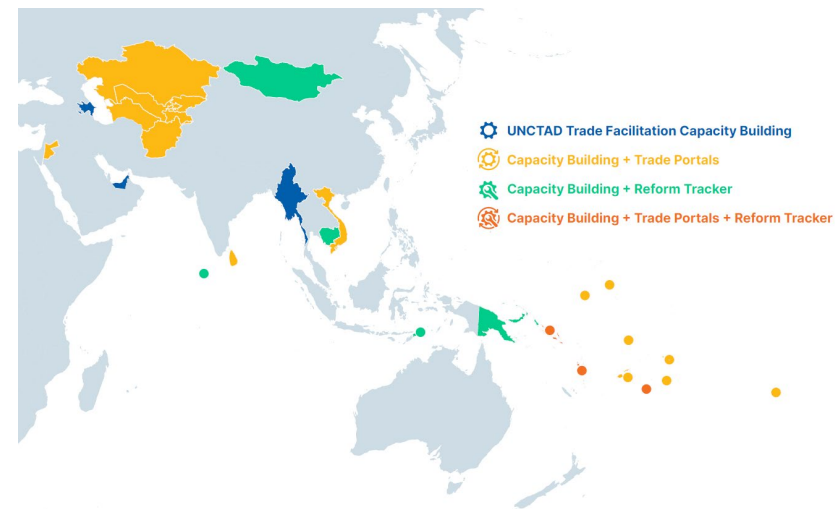 UNCTAD Trade Facilitation Capacity Building
Capacity Building + Trade Portals
Capacity Building + Reform Tracker
Capacity Building + Trade Portals + Reform Tracker